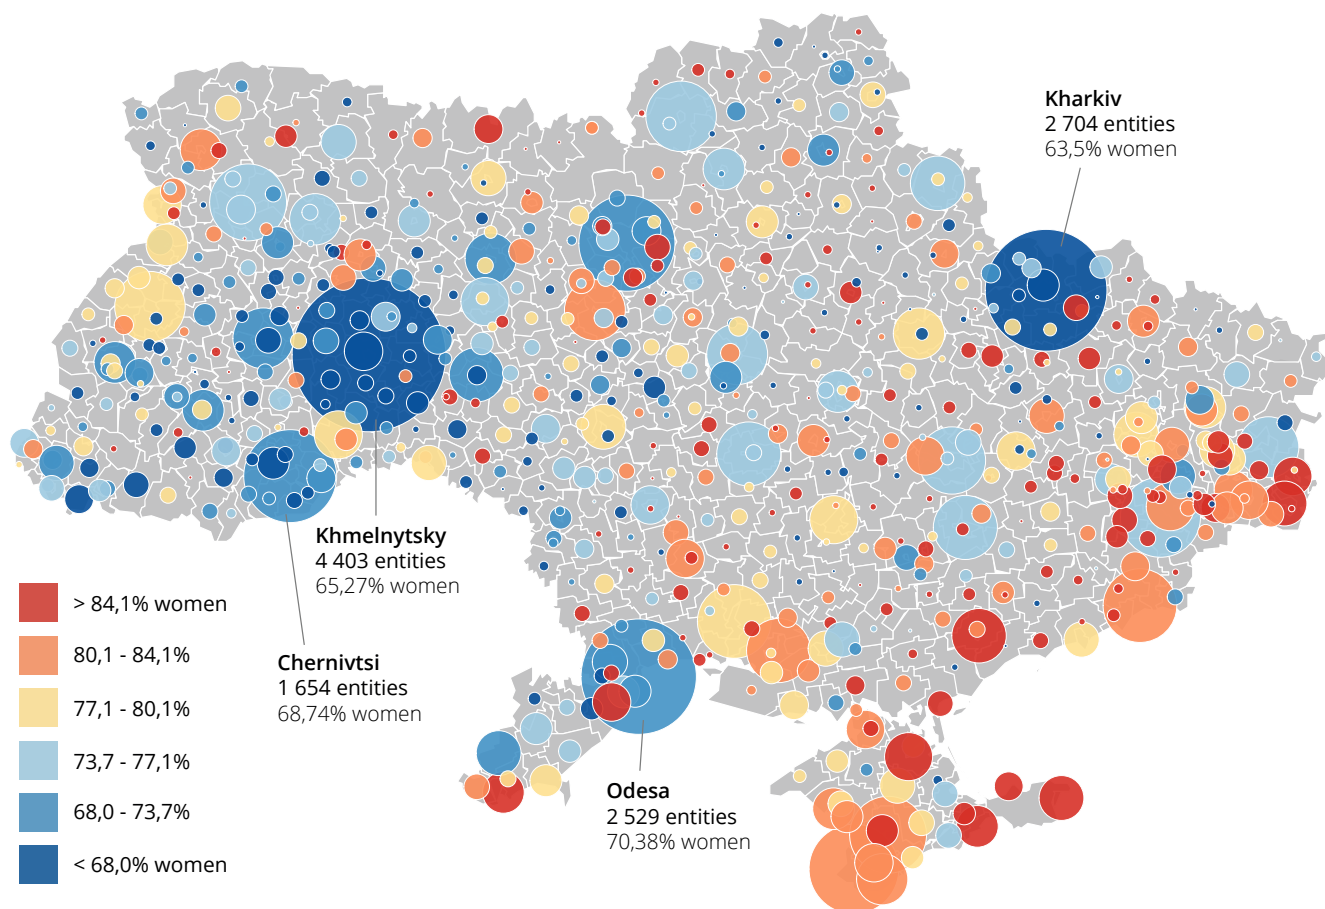 Kharkiv
2 704 entities
63,5% women
Khmelnytsky
4 403 entities
65,27% women
> 84,1% women
80,1 - 84,1%
77,1 - 80,1%
73,7 - 77,1%
68,0 - 73,7%
< 68,0% women
Chernivtsi
1 654 entities
68,74% women
Odesa
2 529 entities
70,38% women